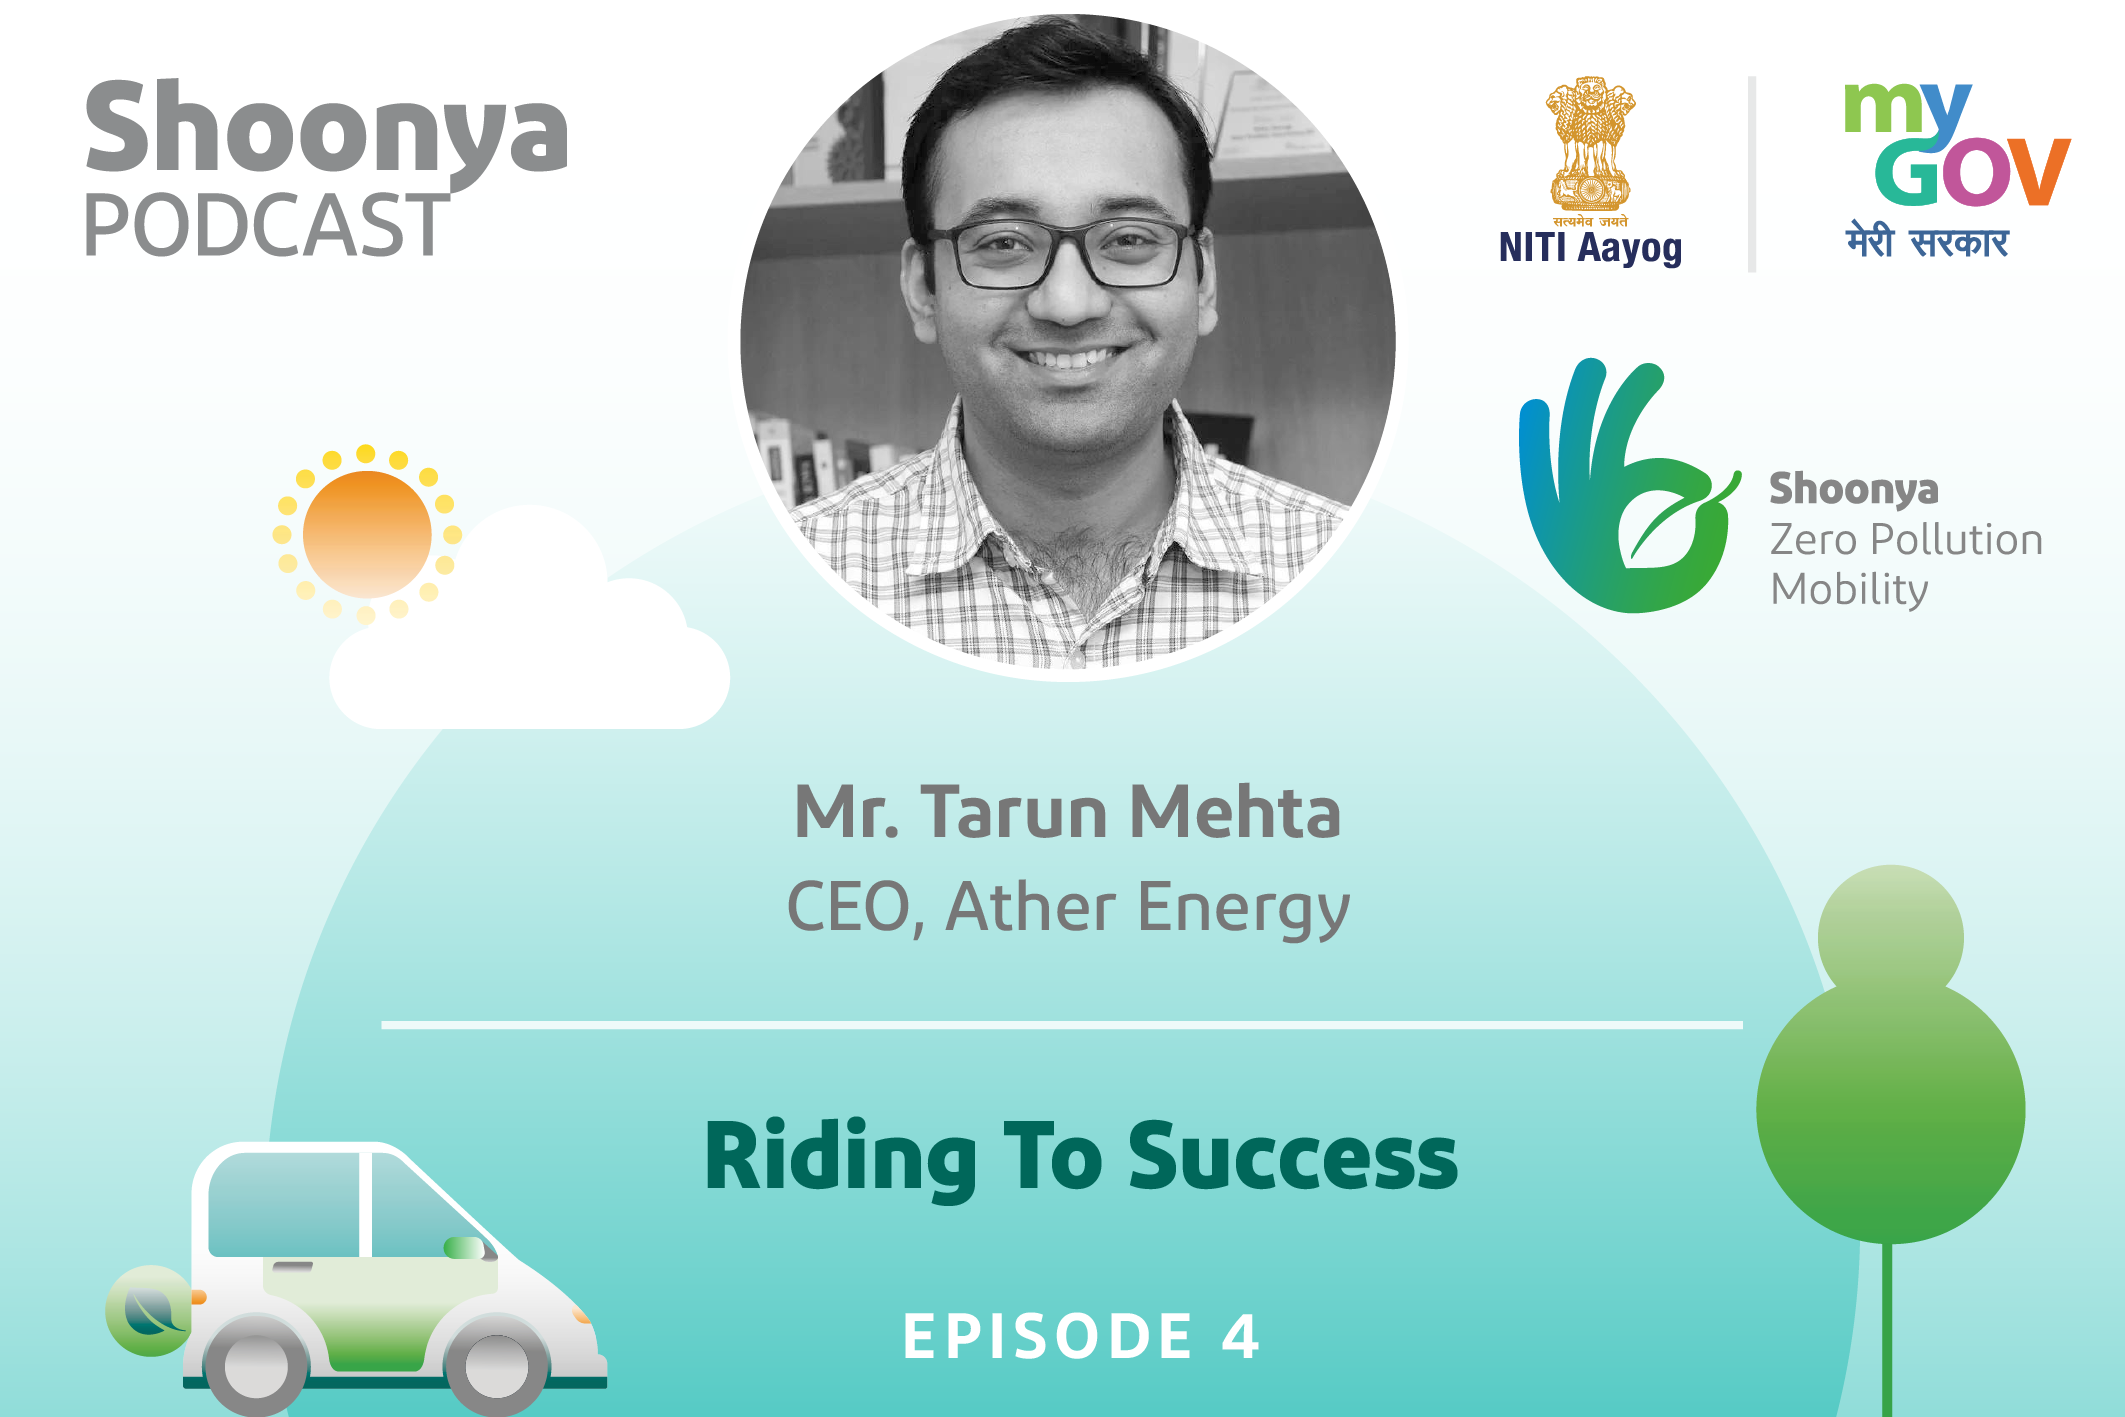 Shoonya
PODCAST
सत्यमेव जयते
NITI Aayog
my
GOV
मेरी सरकार
Shoonya
Zero Pollution
Mobility
Mr. Tarun Mehta
CEO, Ather Energy
Riding To Success
EPISODE 4